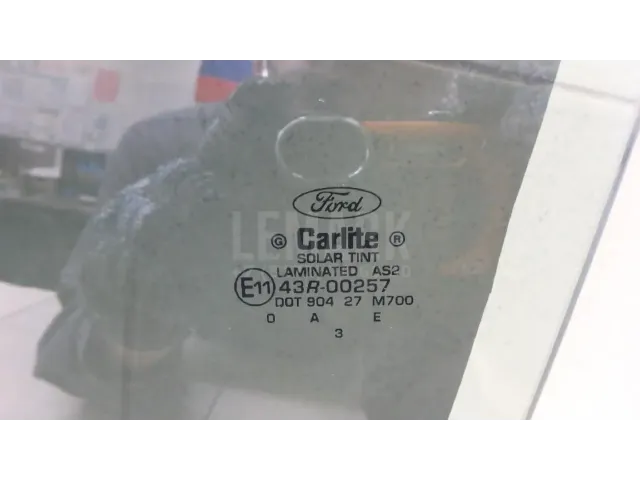 Ford
G Carlite R
SOLAR TINT
LAMINATED AS2
E11 43R-00257
DOT 904 27 M700
0 A E
3